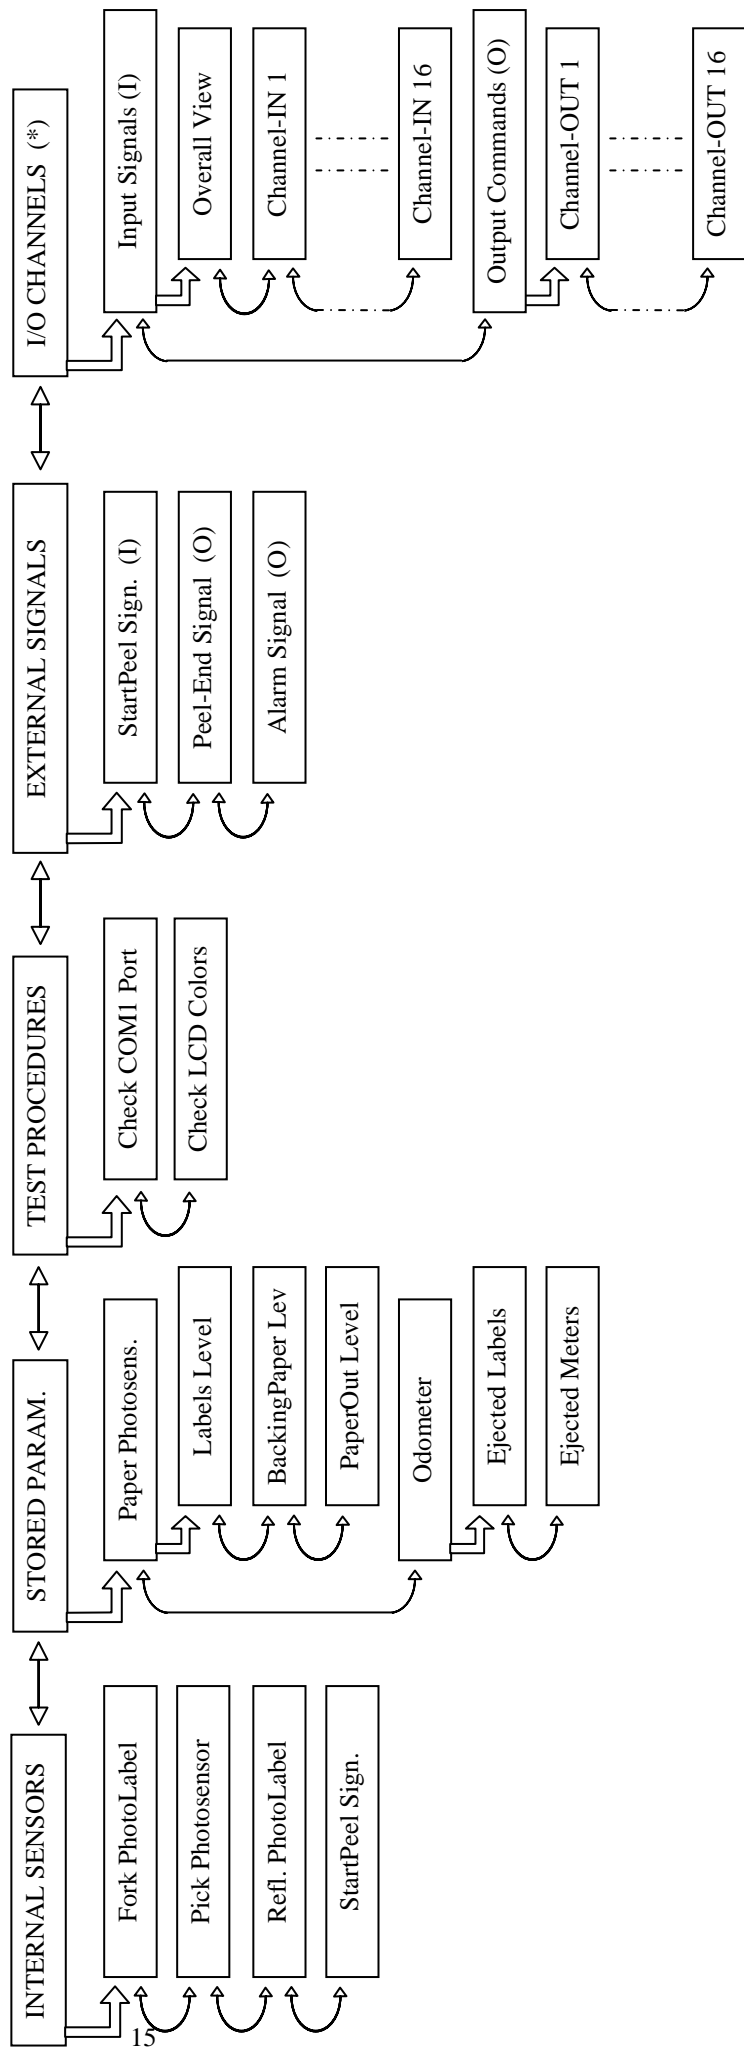 INTERNAL SENSORS
Fork PhotoLabel
Pick Photosensor
Refl. PhotoLabel
StartPeel Sign.
STORED PARAM.
Paper Photosens.
Labels Level
BackingPaper Lev
PaperOut Level
Odometer
Ejected Labels
Ejected Meters
TEST PROCEDURES
Check COM1 Port
Check LCD Colors
EXTERNAL SIGNALS
StartPeel Sign. (I)
Peel-End Signal (O)
Alarm Signal (O)
I/O CHANNELS (*)
Input Signals (I)
Overall View
Channel-IN 1
Channel-IN 16
Output Commands (O)
Channel-OUT 1
Channel-OUT 16
15